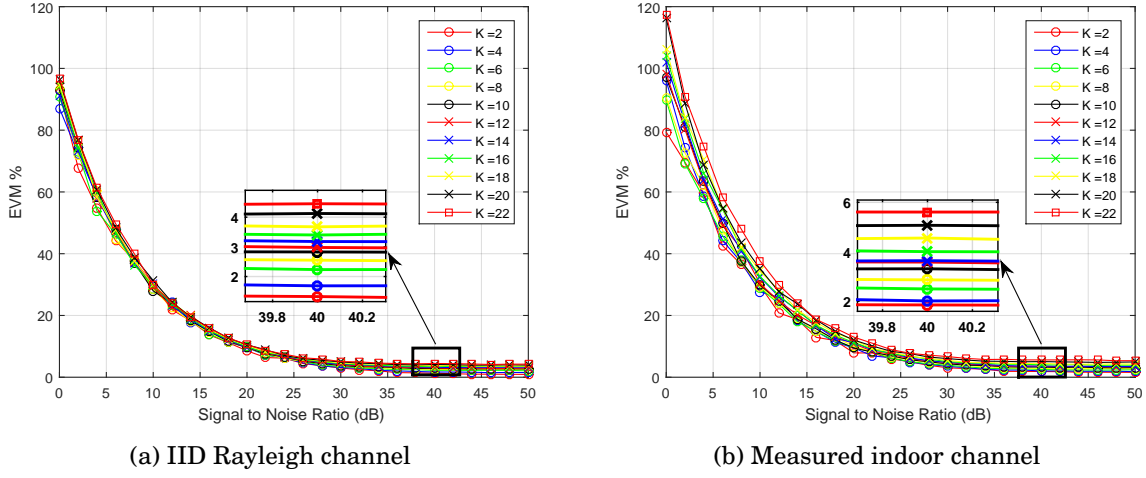 120
100
80
60
40
20
0
EVM %
0 5 10 15 20 25 30 35 40 45 50
Signal to Noise Ratio (dB)
K =2
K =4
K =6
K =8
K =10
K =12
K =14
K =16
K =18
K =20
K =22
4
3
2
39.8 40 40.2
(a) IID Rayleigh channel
120
100
80
60
40
20
0
EVM %
0 5 10 15 20 25 30 35 40 45 50
Signal to Noise Ratio (dB)
K =2
K =4
K =6
K =8
K =10
K =12
K =14
K =16
K =18
K =20
K =22
6
4
2
39.8 40 40.2
(b) Measured indoor channel